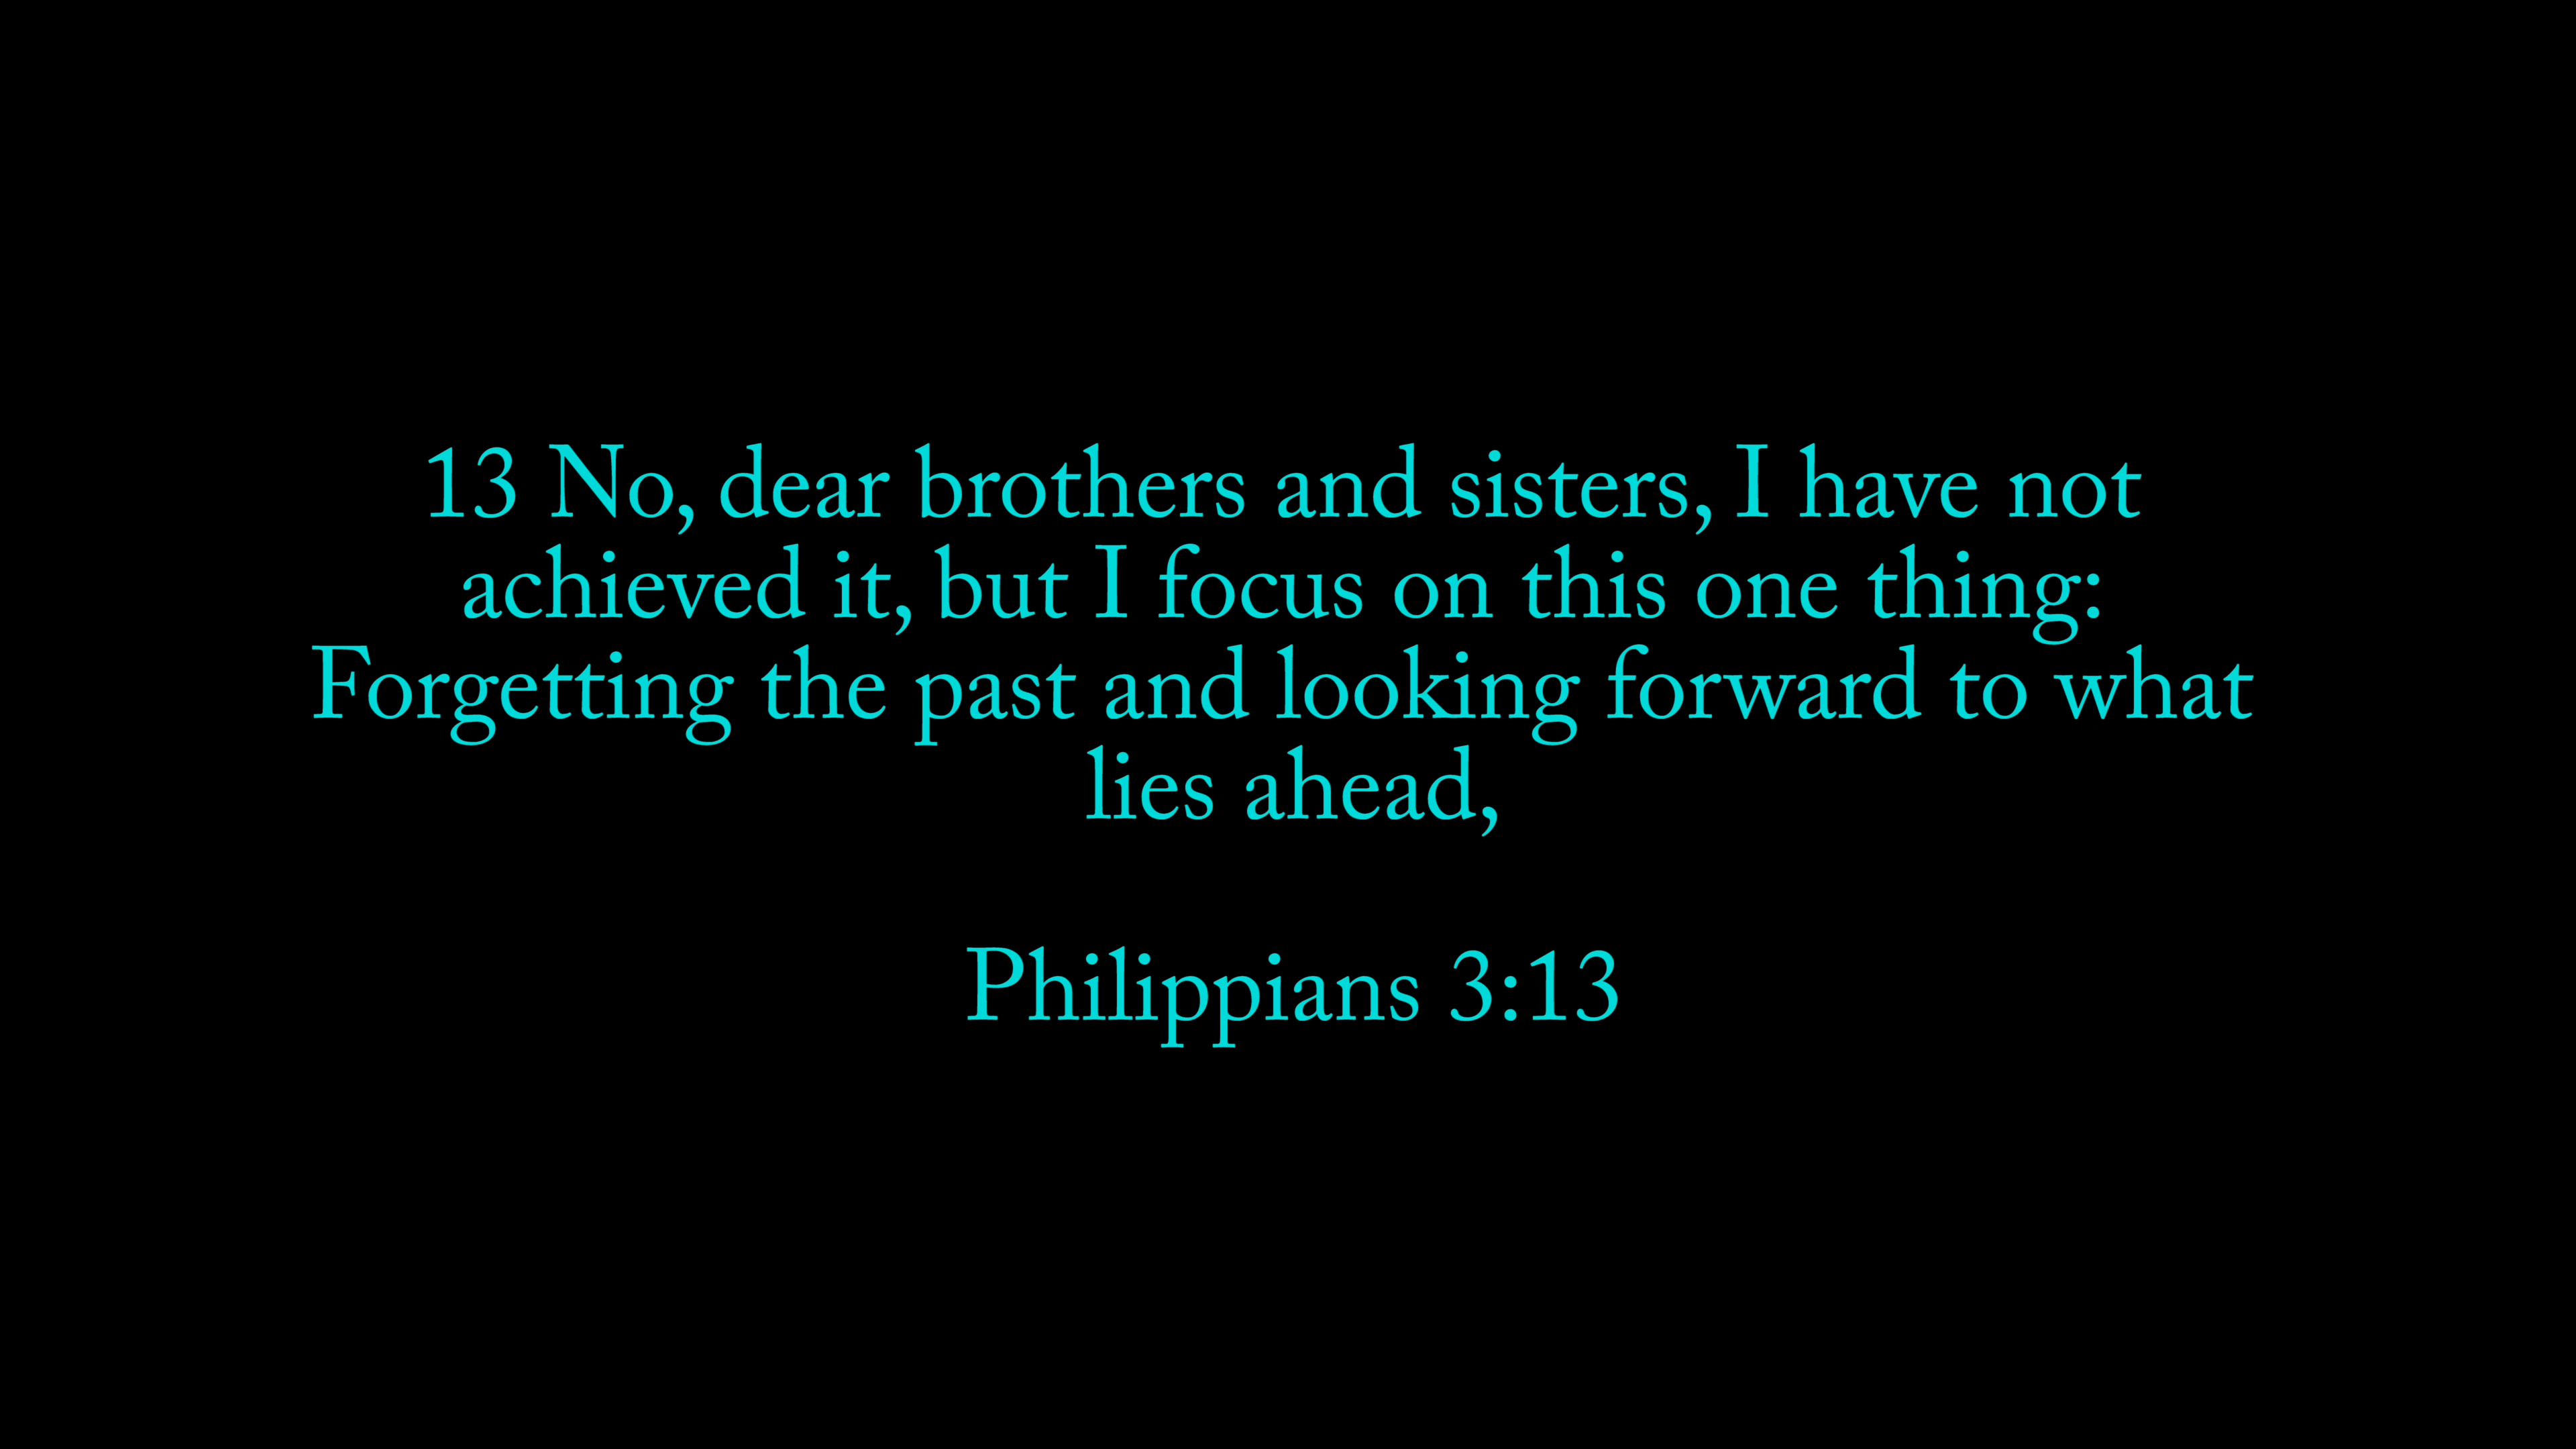 13 No, dear brothers and sisters, I have not
achieved it, but I focus on this one thing:
Forgetting the past and looking forward to what
lies ahead,
Philippians 3:13